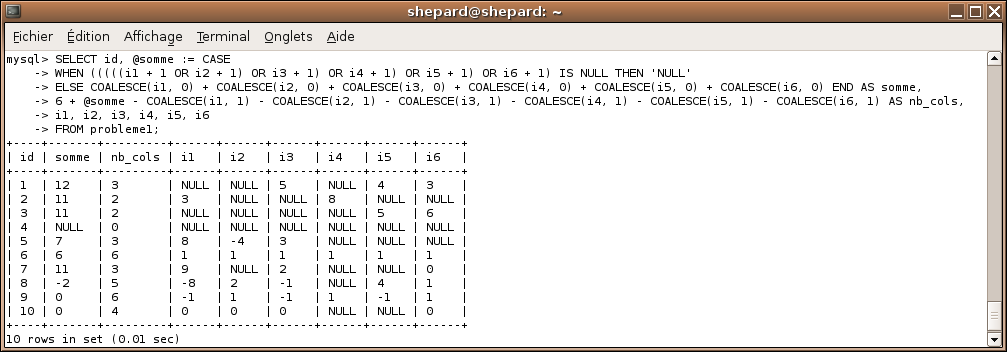 shepard@shepard: ~
Fichier Édition Affichage Terminal Onglets Aide
mysql> SELECT id, @somme := CASE
    -> WHEN (((((i1 + 1 OR i2 + 1) OR i3 + 1) OR i4 + 1) OR i5 + 1) OR i6 + 1) IS NULL THEN 'NULL'
    -> ELSE COALESCE(i1, 0) + COALESCE(i2, 0) + COALESCE(i3, 0) + COALESCE(i4, 0) + COALESCE(i5, 0) + COALESCE(i6, 0) END AS somme,
    -> 6 + @somme - COALESCE(i1, 1) - COALESCE(i2, 1) - COALESCE(i3, 1) - COALESCE(i4, 1) - COALESCE(i5, 1) - COALESCE(i6, 1) AS nb_cols,
    -> i1, i2, i3, i4, i5, i6
    -> FROM probleme1;
+----+-------+---------+------+------+------+------+------+------+
| id | somme | nb_cols | i1   | i2   | i3   | i4   | i5   | i6   |
+----+-------+---------+------+------+------+------+------+------+
| 1  | 12    | 3       | NULL | NULL | 5    | NULL | 4    | 3    |
| 2  | 11    | 2       | 3    | NULL | NULL | 8    | NULL | NULL |
| 3  | 11    | 2       | NULL | NULL | NULL | NULL | 5    | 6    |
| 4  | NULL  | 0       | NULL | NULL | NULL | NULL | NULL | NULL |
| 5  | 7     | 3       | 8    | -4   | 3    | NULL | NULL | NULL |
| 6  | 6     | 6       | 1    | 1    | 1    | 1    | 1    | 1    |
| 7  | 11    | 3       | 9    | NULL | 2    | NULL | NULL | 0    |
| 8  | -2    | 5       | -8   | 2    | -1   | NULL | 4    | 1    |
| 9  | 0     | 6       | -1   | 1    | -1   | 1    | -1   | 1    |
| 10 | 0     | 4       | 0    | 0    | 0    | NULL | NULL | 0    |
+----+-------+---------+------+------+------+------+------+------+
10 rows in set (0.01 sec)